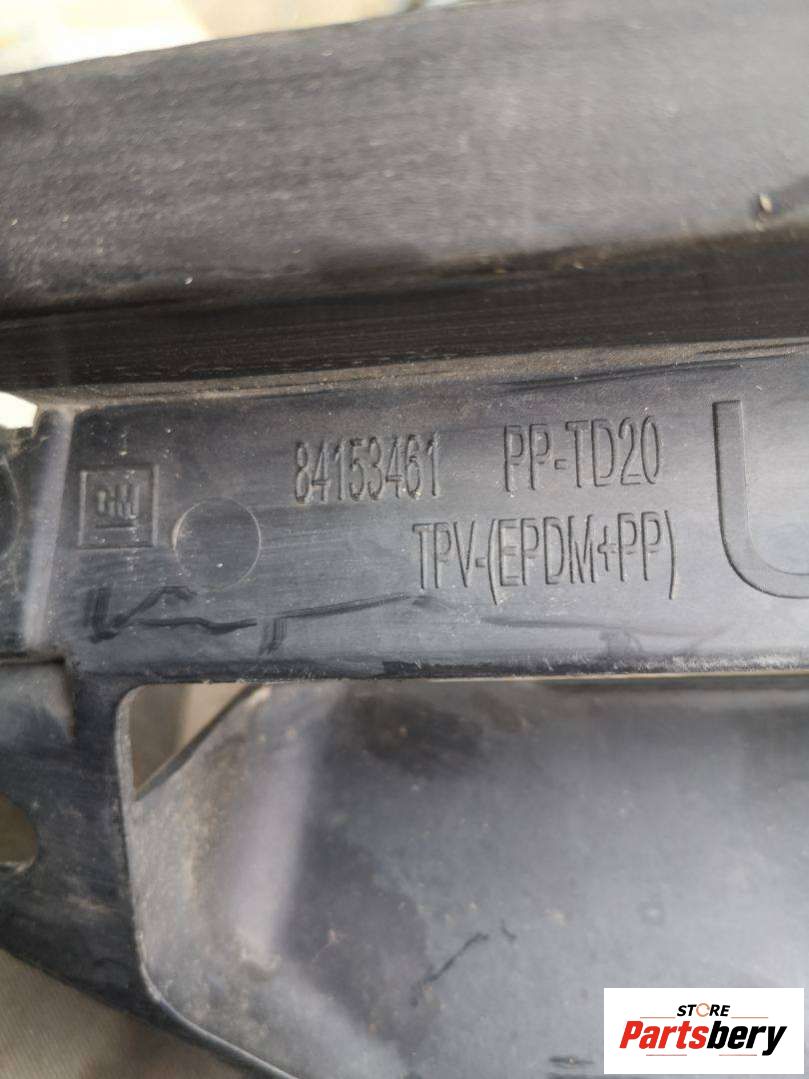 GM
84153461 PP-TD20
TPV-(EPDM+PP)
STORE
Partsbery